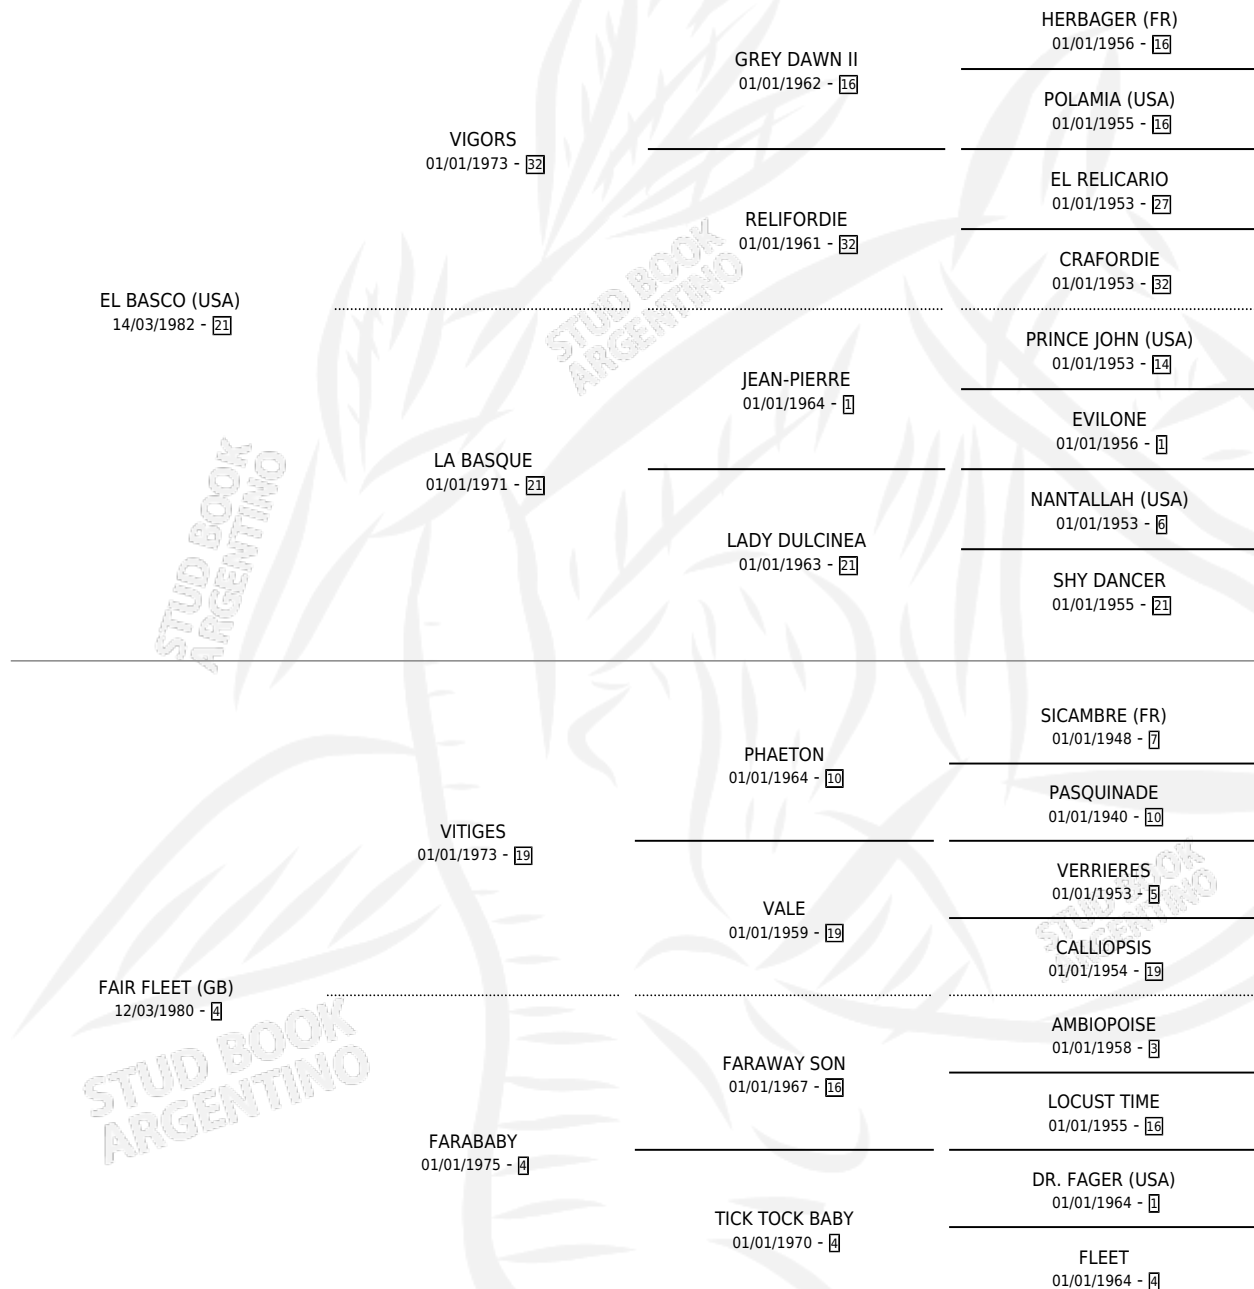 HERBAGER (FR)
01/01/1956 - 16
GREY DAWN II
01/01/1962 - 16
POLAMIA (USA)
01/01/1955 - 16
VIGORS
01/01/1973 - 32
EL RELICARIO
01/01/1953 - 27
RELIFORDIE
01/01/1961 - 32
CRAFORDIE
01/01/1953 - 32
EL BASCO (USA)
14/03/1982 - 21
PRINCE JOHN (USA)
01/01/1953 - 14
JEAN-PIERRE
01/01/1964 - 1
EVILONE
01/01/1956 - 1
LA BASQUE
01/01/1971 - 21
NANTALLAH (USA)
01/01/1953 - 6
LADY DULCINEA
01/01/1963 - 21
SHY DANCER
01/01/1955 - 21
SICAMBRE (FR)
01/01/1948 - 7
PHAETON
01/01/1964 - 10
PASQUINADE
01/01/1940 - 10
VITIGES
01/01/1973 - 19
VERRIERES
01/01/1953 - 5
VALE
01/01/1959 - 19
CALLIOPSIS
01/01/1954 - 19
FAIR FLEET (GB)
12/03/1980 - 4
AMBIOPOISE
01/01/1958 - 3
FARAWAY SON
01/01/1967 - 16
LOCUST TIME
01/01/1955 - 16
FARABABY
01/01/1975 - 4
DR. FAGER (USA)
01/01/1964 - 1
TICK TOCK BABY
01/01/1970 - 4
FLEET
01/01/1964 - 4
STUD BOOK
ARGENTINO
STUD BOOK
ARGENTINO
STUD BOOK
ARGENTINO
STUD BOOK
ARGENTINO